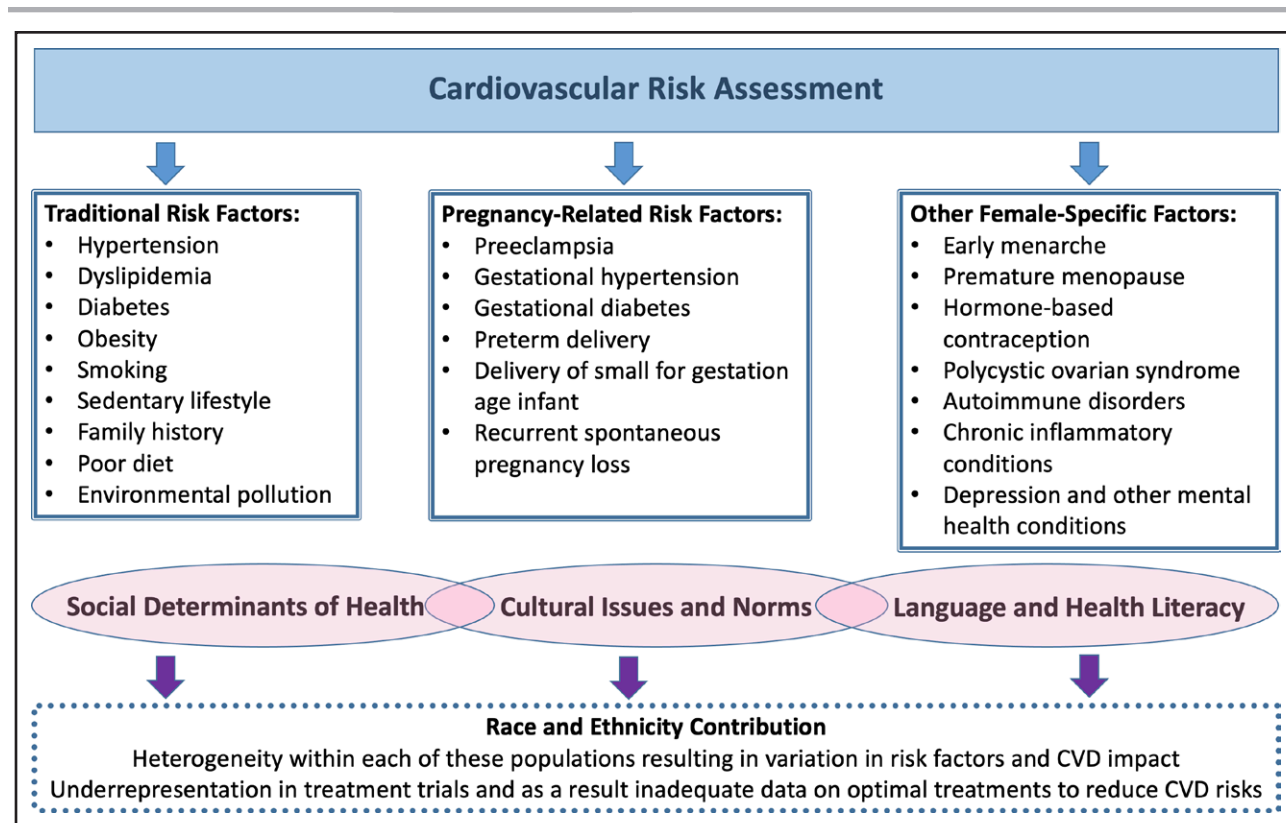 Cardiovascular Risk Assessment
Traditional Risk Factors:
• Hypertension
• Dyslipidemia
• Diabetes
• Obesity
• Smoking
• Sedentary lifestyle
• Family history
• Poor diet
• Environmental pollution
Pregnancy-Related Risk Factors:
• Preeclampsia
• Gestational hypertension
• Gestational diabetes
• Preterm delivery
• Delivery of small for gestation
age infant
• Recurrent spontaneous
pregnancy loss
Other Female-Specific Factors:
• Early menarche
• Premature menopause
• Hormone-based
contraception
• Polycystic ovarian syndrome
• Autoimmune disorders
• Chronic inflammatory
conditions
• Depression and other mental
health conditions
Social Determinants of Health
Cultural Issues and Norms
Language and Health Literacy
Race and Ethnicity Contribution
Heterogeneity within each of these populations resulting in variation in risk factors and CVD impact
Underrepresentation in treatment trials and as a result inadequate data on optimal treatments to reduce CVD risks